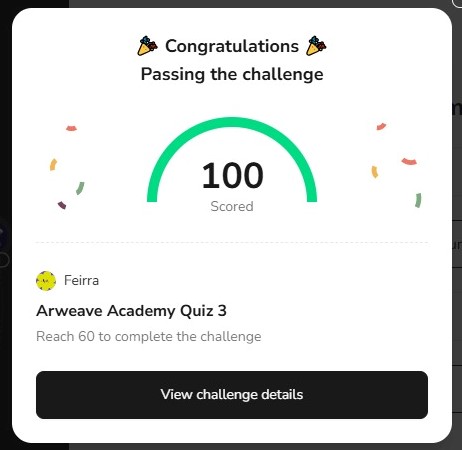 Congratulations
Passing the challenge
100
Scored
Feirra
Arweave Academy Quiz 3
Reach 60 to complete the challenge
View challenge details